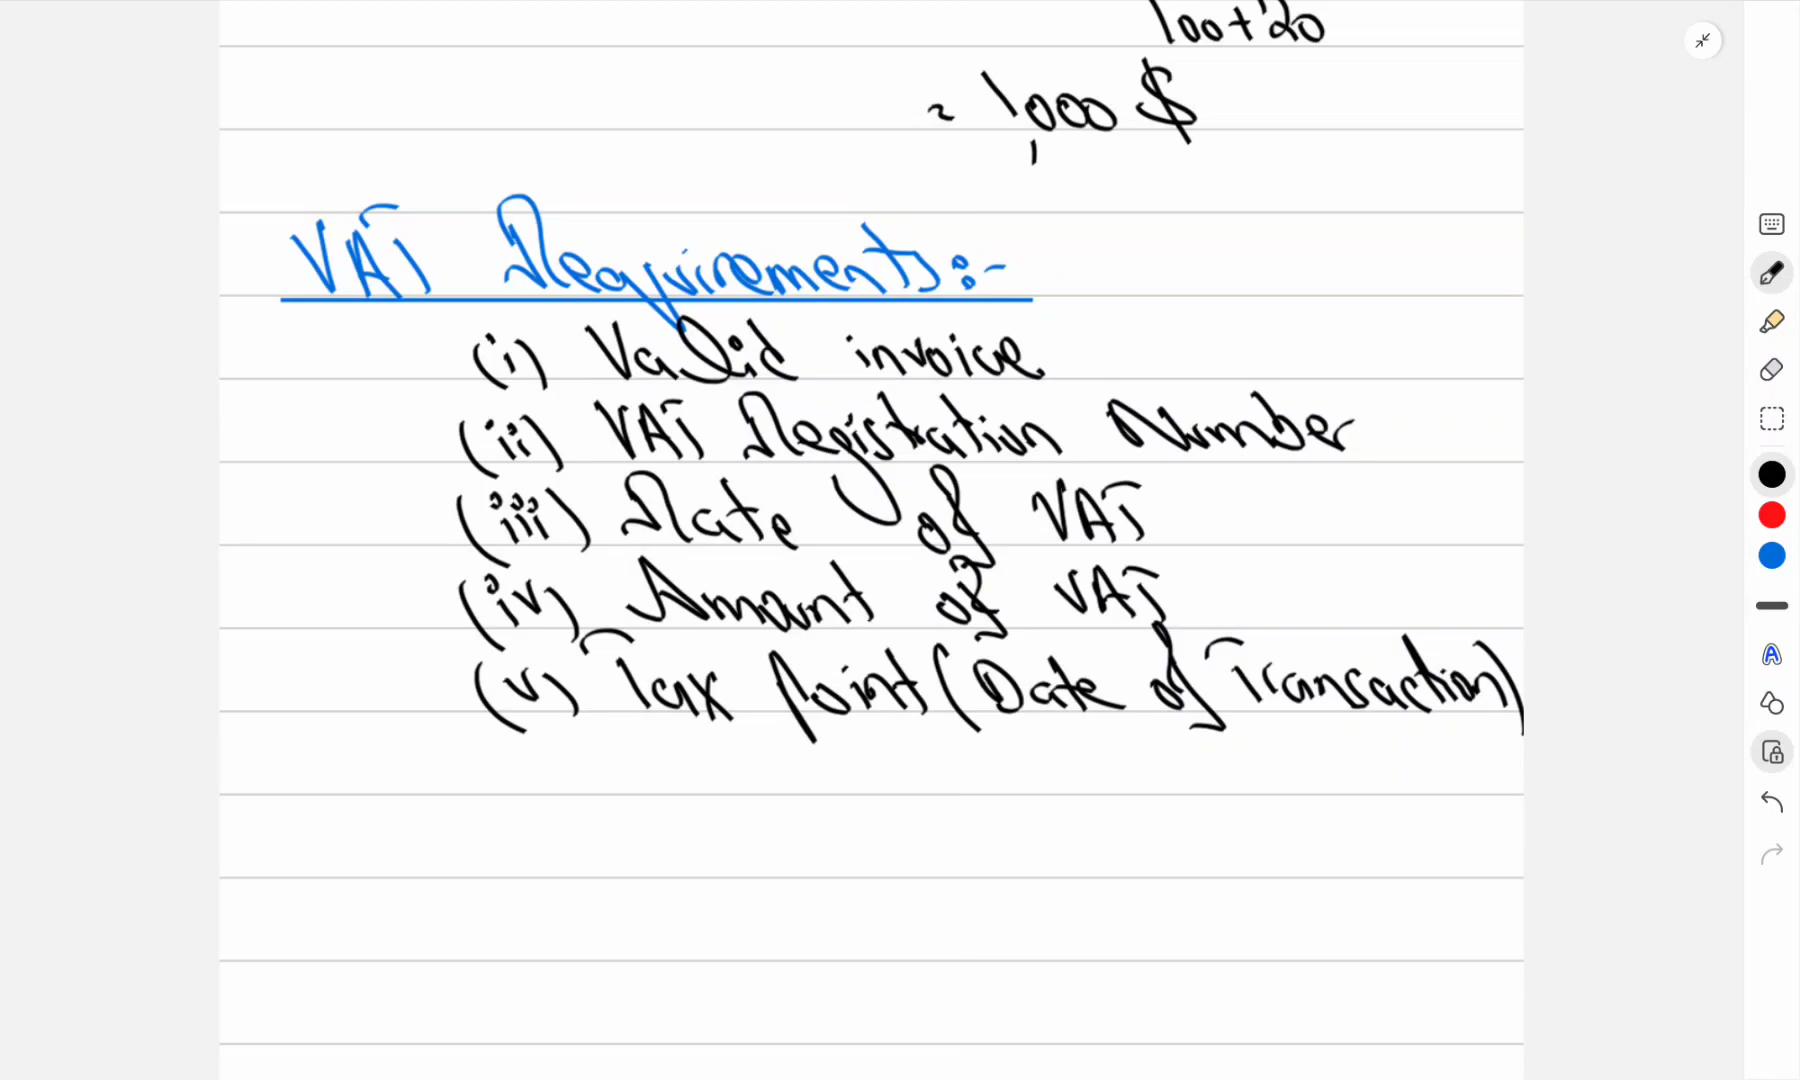 100+20
= 1,000 $
VAT Requirements:-
(i) Valid invoice
(ii) VAT Registration Number
(iii) Rate of VAT
(iv) Amount of VAT
(v) Tax Point (Date of Transaction)
A